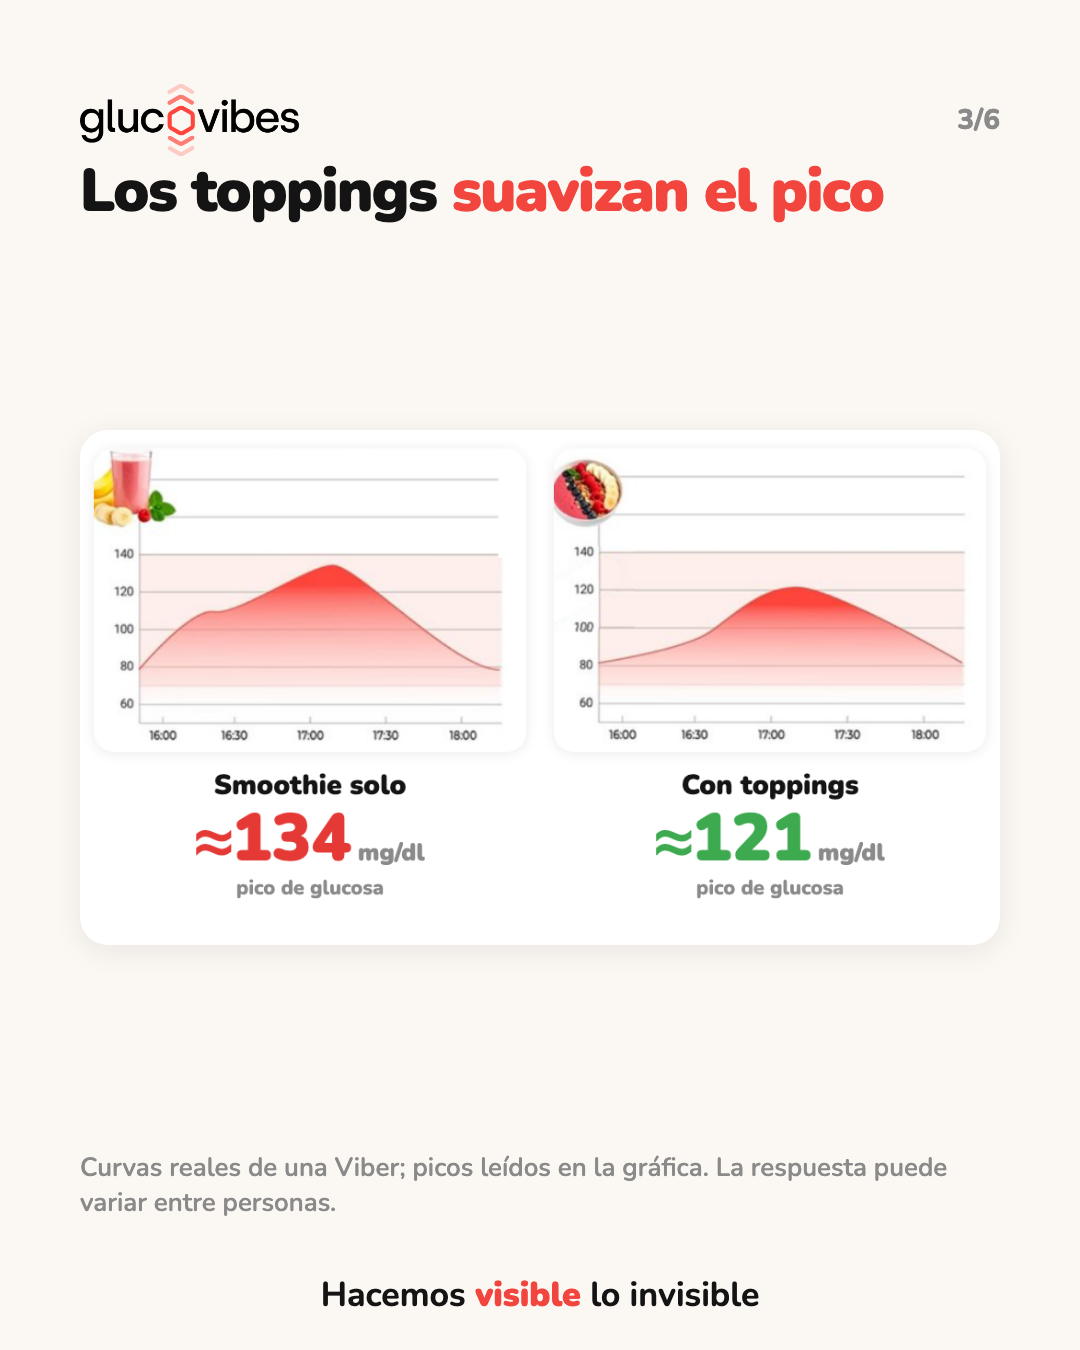 glucovibes
3/6
Los toppings suavizan el pico
140
120
100
80
60
16:00 16:30 17:00 17:30 18:00
140
120
100
80
60
16:00 16:30 17:00 17:30 18:00
Smoothie solo
≈134 mg/dl
pico de glucosa
Con toppings
≈121 mg/dl
pico de glucosa
Curvas reales de una Viber; picos leídos en la gráfica. La respuesta puede
variar entre personas.
Hacemos visible lo invisible